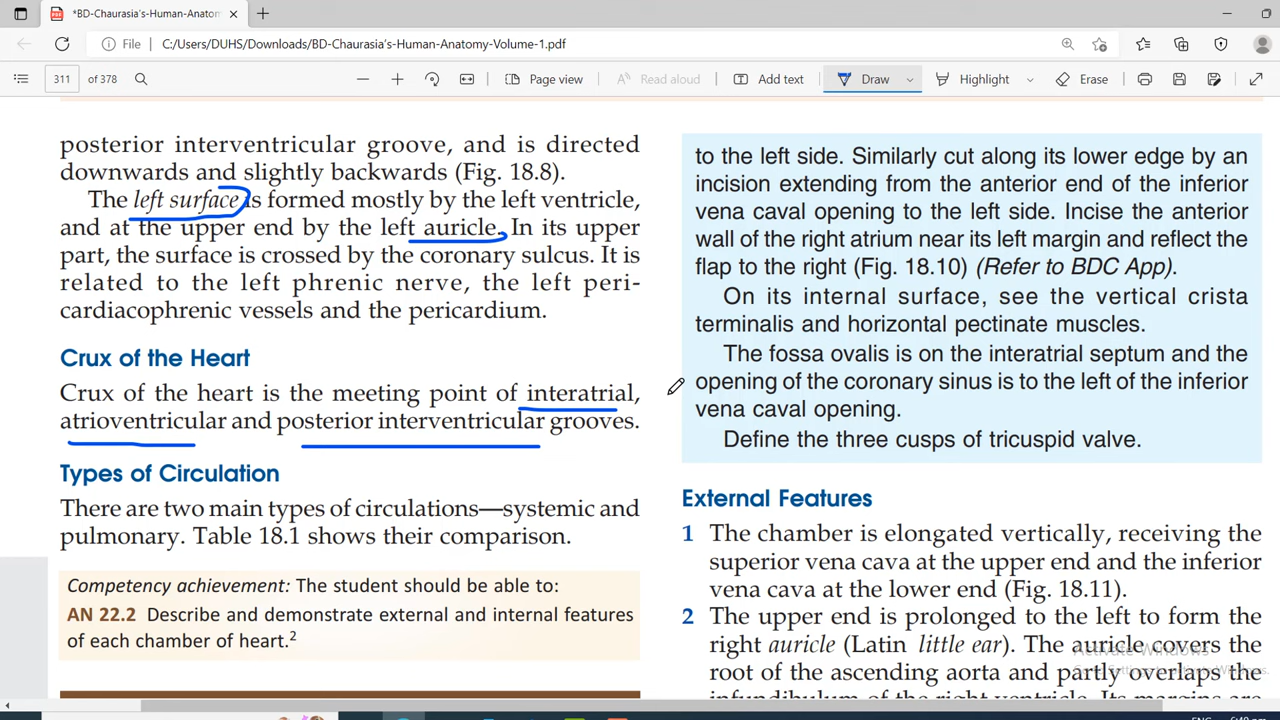 *BD-Chaurasia's-Human-Anatom
File C:/Users/DUHS/Downloads/BD-Chaurasia's-Human-Anatomy-Volume-1.pdf
311 of 378 Page view Read aloud Add text Draw Highlight Erase
posterior interventricular groove, and is directed
downwards and slightly backwards (Fig. 18.8).
The left surface is formed mostly by the left ventricle,
and at the upper end by the left auricle. In its upper
part, the surface is crossed by the coronary sulcus. It is
related to the left phrenic nerve, the left peri-
cardiacophrenic vessels and the pericardium.
Crux of the Heart
Crux of the heart is the meeting point of interatrial,
atrioventricular and posterior interventricular grooves.
Types of Circulation
There are two main types of circulations—systemic and
pulmonary. Table 18.1 shows their comparison.
Competency achievement: The student should be able to:
AN 22.2 Describe and demonstrate external and internal features
of each chamber of heart.2
to the left side. Similarly cut along its lower edge by an
incision extending from the anterior end of the inferior
vena caval opening to the left side. Incise the anterior
wall of the right atrium near its left margin and reflect the
flap to the right (Fig. 18.10) (Refer to BDC App).
On its internal surface, see the vertical crista
terminalis and horizontal pectinate muscles.
The fossa ovalis is on the interatrial septum and the
opening of the coronary sinus is to the left of the inferior
vena caval opening.
Define the three cusps of tricuspid valve.
External Features
1 The chamber is elongated vertically, receiving the
superior vena cava at the upper end and the inferior
vena cava at the lower end (Fig. 18.11).
2 The upper end is prolonged to the left to form the
right auricle (Latin little ear). The auricle covers the
root of the ascending aorta and partly overlaps the
infundibulum of the right ventricle. Its margins are
Activate Windows
Go to Settings to activate Windows.